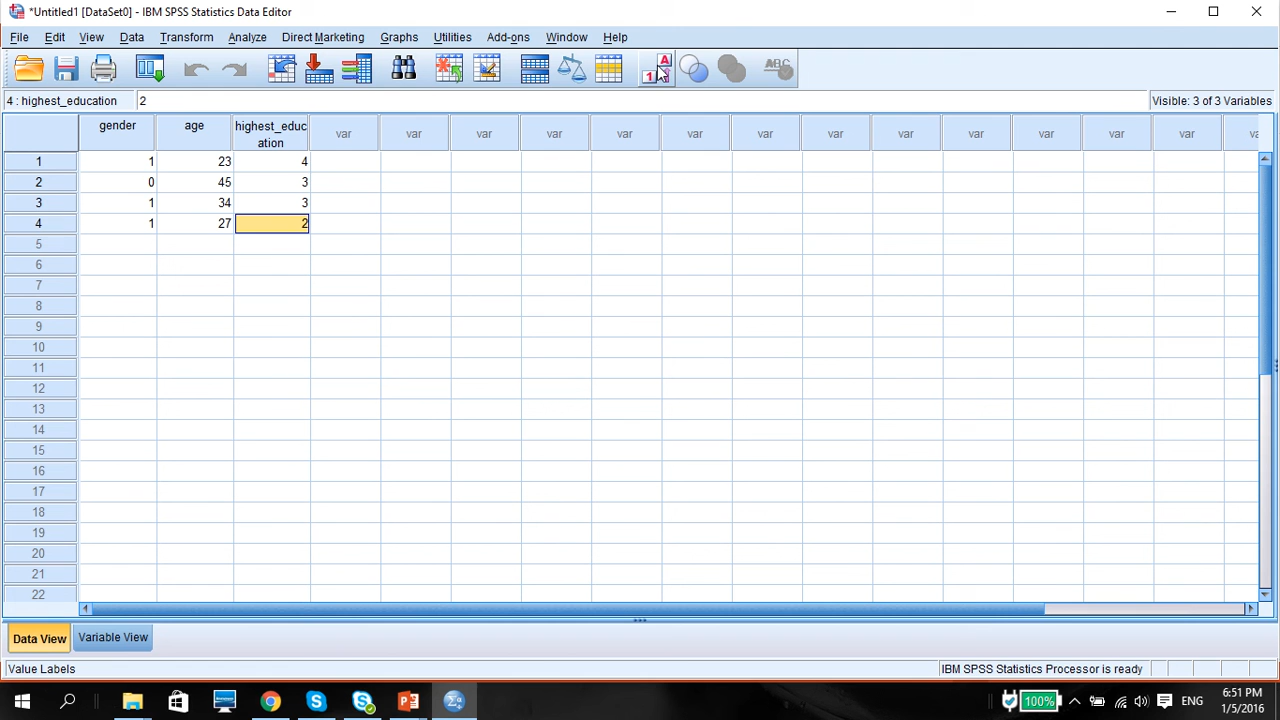 *Untitled1 [DataSet0] - IBM SPSS Statistics Data Editor
File Edit View Data Transform Analyze Direct Marketing Graphs Utilities Add-ons Window Help
1 A ABC
4 : highest_education 2 Visible: 3 of 3 Variables
gender age highest_educ
ation var var var var var var var var var var var var var
1 1 23 4
2 0 45 3
3 1 34 3
4 1 27 2
5
6
7
8
9
10
11
12
13
14
15
16
17
18
19
20
21
22
Data View Variable View
Value Labels IBM SPSS Statistics Processor is ready
100% ENG 6:51 PM
1/5/2016